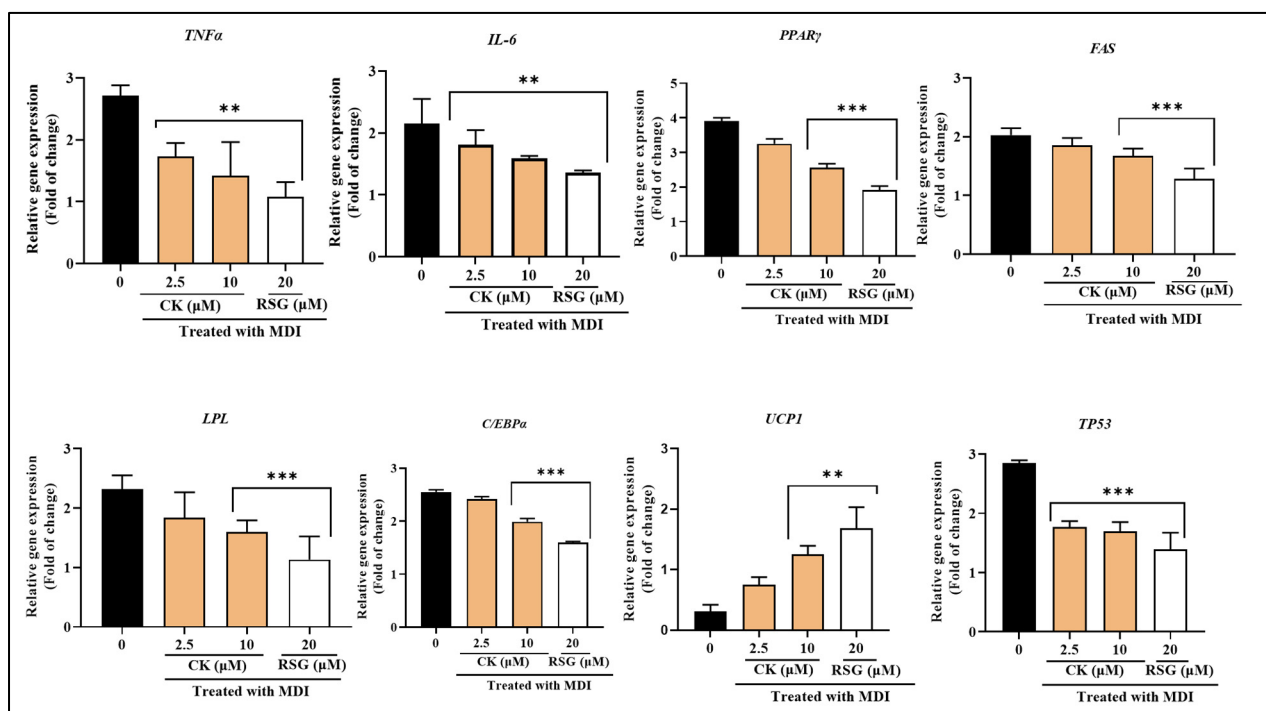 TNFα
Relative gene expression
(Fold of change)
3
2
1
0
**
0 2.5 10 20
CK (μM) RSG (μM)
Treated with MDI
IL-6
Relative gene expression
(Fold of change)
3
2
1
0
**
0 2.5 10 20
CK (μM) RSG (μM)
Treated with MDI
PPARγ
Relative gene expression
(Fold of change)
5
4
3
2
1
0
***
0 2.5 10 20
CK (μM) RSG (μM)
Treated with MDI
FAS
Relative gene expression
(Fold of change)
3
2
1
0
***
0 2.5 10 20
CK (μM) RSG (μM)
Treated with MDI
LPL
Relative gene expression
(Fold of change)
3
2
1
0
***
0 2.5 10 20
CK (μM) RSG (μM)
Treated with MDI
C/EBPα
Relative gene expression
(Fold of change)
3
2
1
0
***
0 2.5 10 20
CK (μM) RSG (μM)
Treated with MDI
UCP1
Relative gene expression
(Fold of change)
3
2
1
0
**
0 2.5 10 20
CK (μM) RSG (μM)
Treated with MDI
TP53
Relative gene expression
(Fold of change)
3
2
1
0
***
0 2.5 10 20
CK (μM) RSG (μM)
Treated with MDI